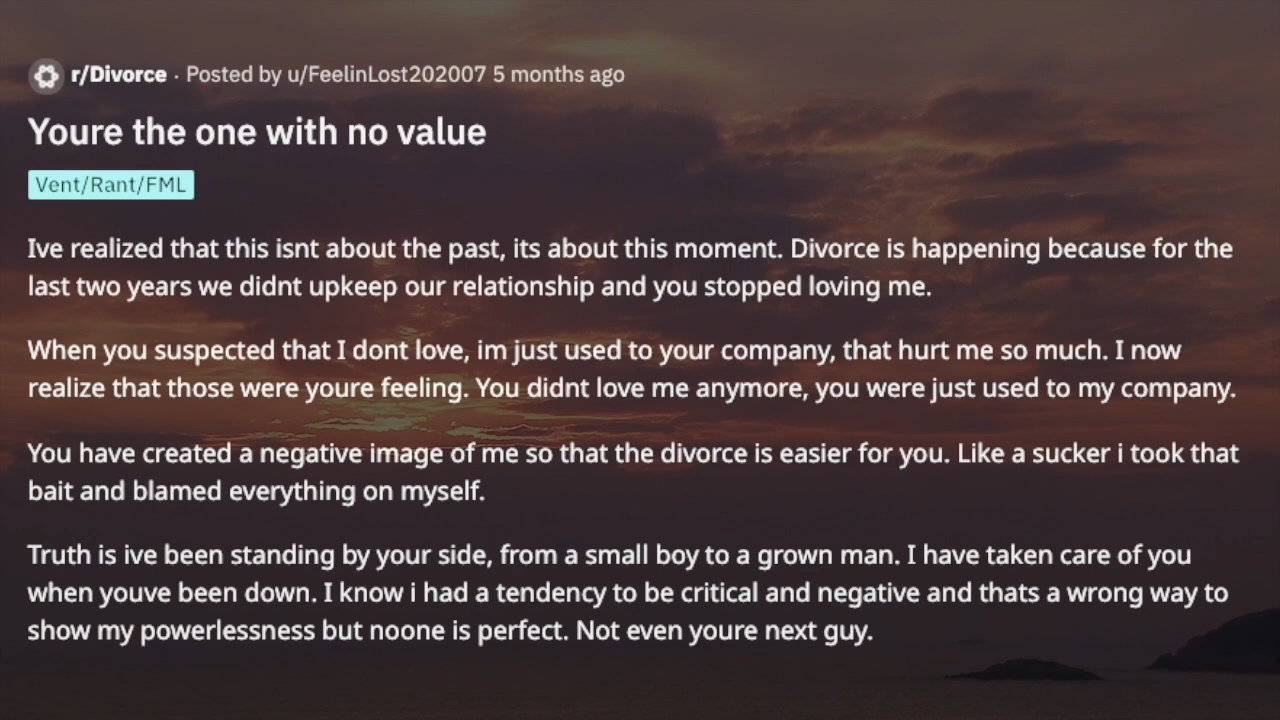 r/Divorce · Posted by u/FeelinLost202007 5 months ago
Youre the one with no value
Vent/Rant/FML
Ive realized that this isnt about the past, its about this moment. Divorce is happening because for the
last two years we didnt upkeep our relationship and you stopped loving me.
When you suspected that I dont love, im just used to your company, that hurt me so much. I now
realize that those were youre feeling. You didnt love me anymore, you were just used to my company.
You have created a negative image of me so that the divorce is easier for you. Like a sucker i took that
bait and blamed everything on myself.
Truth is ive been standing by your side, from a small boy to a grown man. I have taken care of you
when youve been down. I know i had a tendency to be critical and negative and thats a wrong way to
show my powerlessness but noone is perfect. Not even youre next guy.